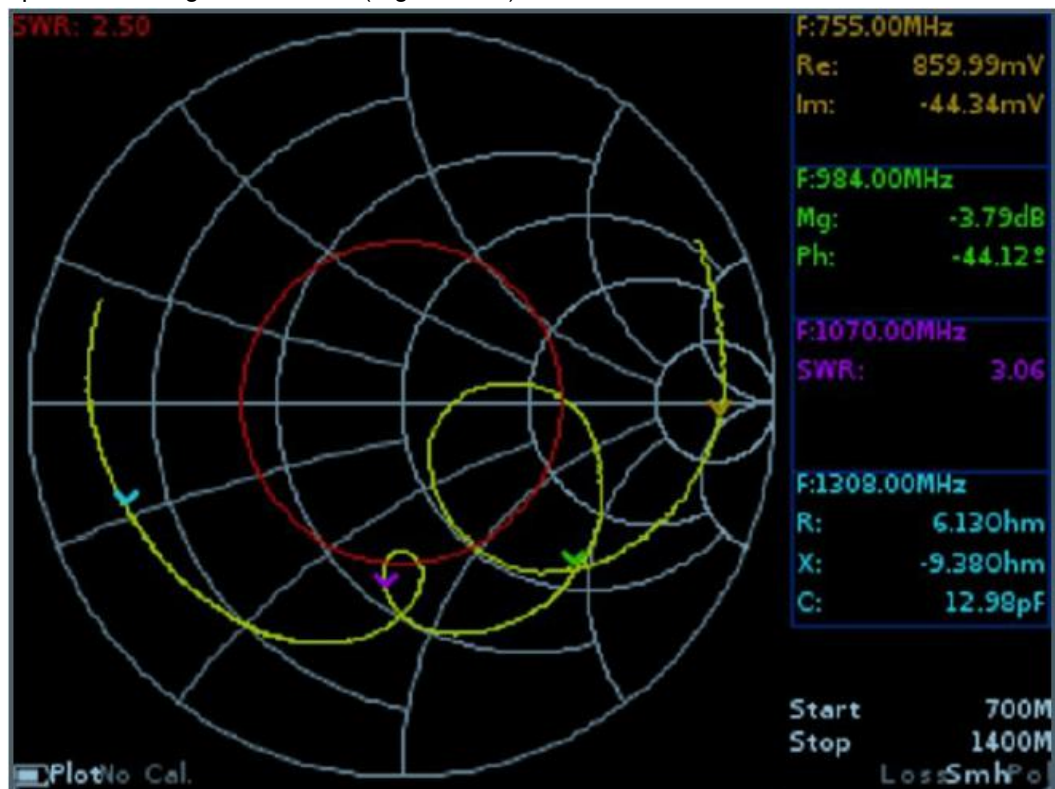 SWR: 2.50
F:755.00MHz
Re: 859.99mV
Im: -44.34mV
F:984.00MHz
Mg: -3.79dB
Ph: -44.12º
F:1070.00MHz
SWR: 3.06
F:1308.00MHz
R: 6.13Ohm
X: -9.38Ohm
C: 12.98pF
Start 700M
Stop 1400M
Plot No Cal. Loss Smh Pol